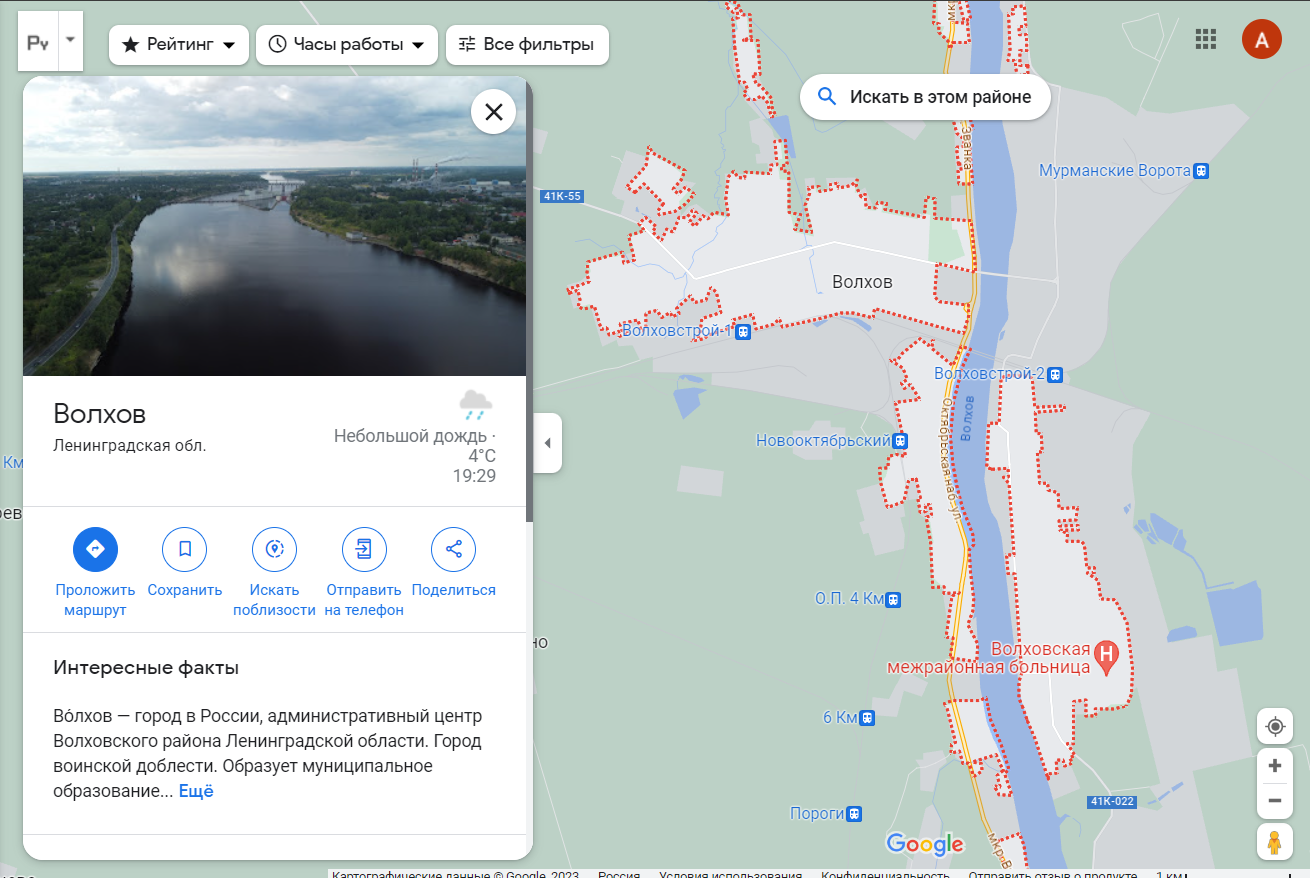 Ру
Рейтинг
Часы работы
Все фильтры
А
Искать в этом районе
Волхов
Ленинградская обл.
Небольшой дождь ·
4°C
19:29
Проложить
маршрут
Сохранить
Искать
поблизости
Отправить
на телефон
Поделиться
Интересные факты
Во́лхов — город в России, административный центр
Волховского района Ленинградской области. Город
воинской доблести. Образует муниципальное
образование... Ещё
Званка
41К-55
Мурманские Ворота
Волхов
Волховстрой-1
Волховстрой-2
Волхов
Октябрьская наб. ул.
Новооктябрьский
О.П. 4 Км
Волховская
межрайонная больница
H
6 Км
41К-022
Пороги
мкр.
Км
но
Google
Картографические данные © Google, 2023
Россия
Условия использования
Конфиденциальность
Отправить отзыв о продукте
1 км